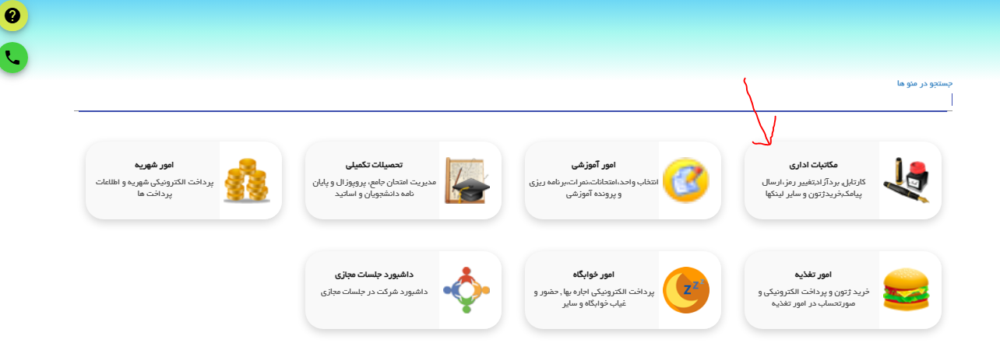 جستجو در منو ها
مکاتبات اداری
کارتابل, بردآزاد,تغییر رمز,ارسال
پیامک,خریدژتون و سایر لینکها
امور آموزشی
انتخاب واحد،امتحانات،نمرات،برنامه ریزی
و پرونده آموزشی
تحصیلات تکمیلی
مدیریت امتحان جامع، پروپوزال و پایان
نامه دانشجویان و اساتید
امور شهریه
پرداخت الکترونیکی شهریه و اطلاعات
پرداخت ها
امور تغذیه
خرید ژتون و پرداخت الکترونیکی و
صورتحساب در امور تغذیه
امور خوابگاه
پرداخت الکترونیکی اجاره بها , حضور و
غیاب خوابگاه و سایر
داشبورد جلسات مجازی
داشبورد شرکت در جلسات مجازی